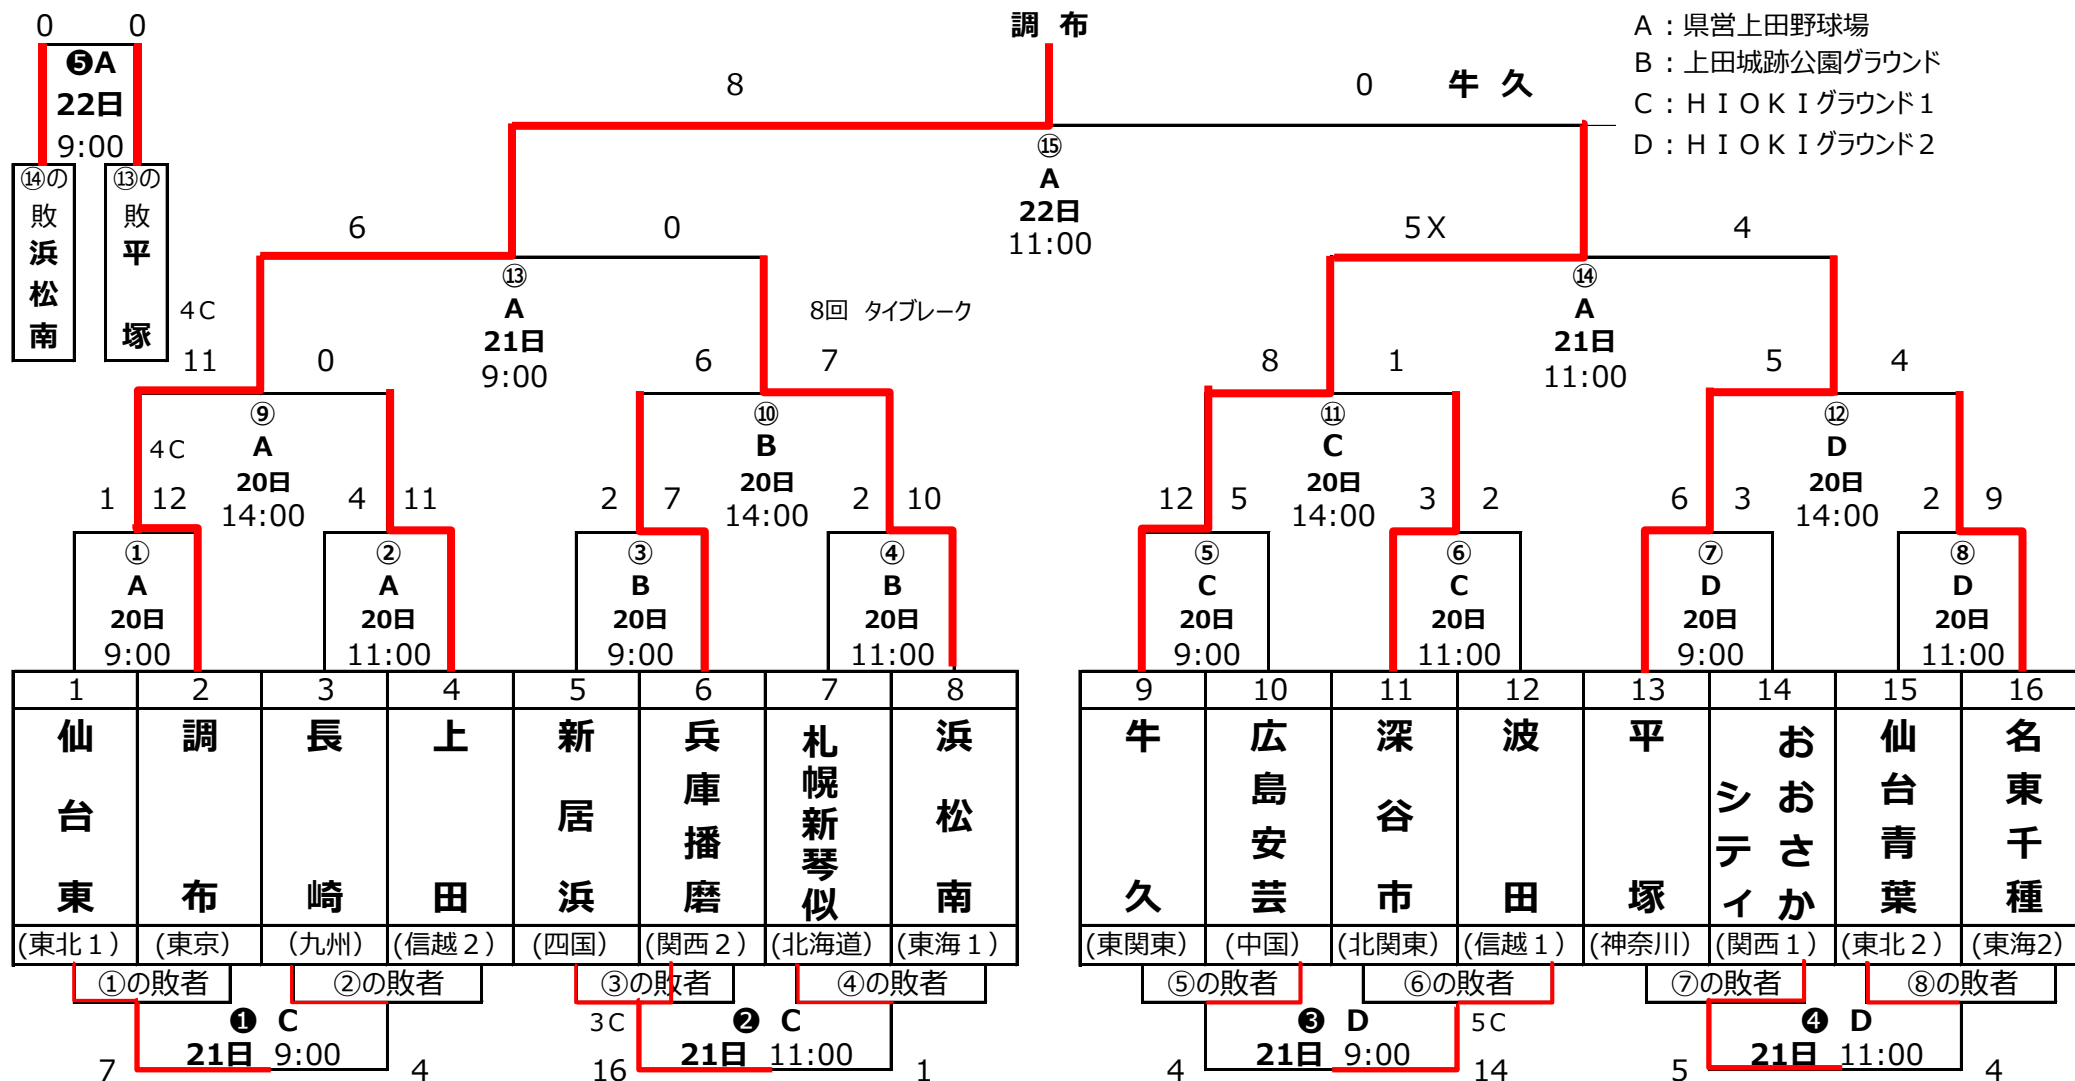 0 0
❺A
22日
9:00
⑭の敗 浜松南
⑬の敗 平塚
調布
8 0 牛久
A：県営上田野球場
B：上田城跡公園グラウンド
C：ＨＩＯＫＩグラウンド1
D：ＨＩＯＫＩグラウンド2
⑮
A
22日
11:00
6 0
⑬
A
21日
9:00
5X 4
⑭
A
21日
11:00
4C
11 0
⑨
A
20日
14:00
8回 タイブレーク
6 7
⑩
B
20日
14:00
8 1
⑪
C
20日
14:00
5 4
⑫
D
20日
14:00
4C
1 12
①
A
20日
9:00
4 11
②
A
20日
11:00
2 7
③
B
20日
9:00
2 10
④
B
20日
11:00
12 5
⑤
C
20日
9:00
3 2
⑥
C
20日
11:00
6 3
⑦
D
20日
9:00
2 9
⑧
D
20日
11:00
1 仙台東 (東北1)
2 調布 (東京)
3 長崎 (九州)
4 上田 (信越2)
5 新居浜 (四国)
6 兵庫播磨 (関西2)
7 札幌新琴似 (北海道)
8 浜松南 (東海1)
9 牛久 (東関東)
10 広島安芸 (中国)
11 深谷市 (北関東)
12 波田 (信越1)
13 平塚 (神奈川)
14 おおさかシティ (関西1)
15 仙台青葉 (東北2)
16 名東千種 (東海2)
①の敗者 ②の敗者 ③の敗者 ④の敗者 ⑤の敗者 ⑥の敗者 ⑦の敗者 ⑧の敗者
❶ C
21日 9:00
7 4
3C ❷ C
21日 11:00
16 1
❸ D 5C
21日 9:00
4 14
❹ D
21日 11:00
5 4